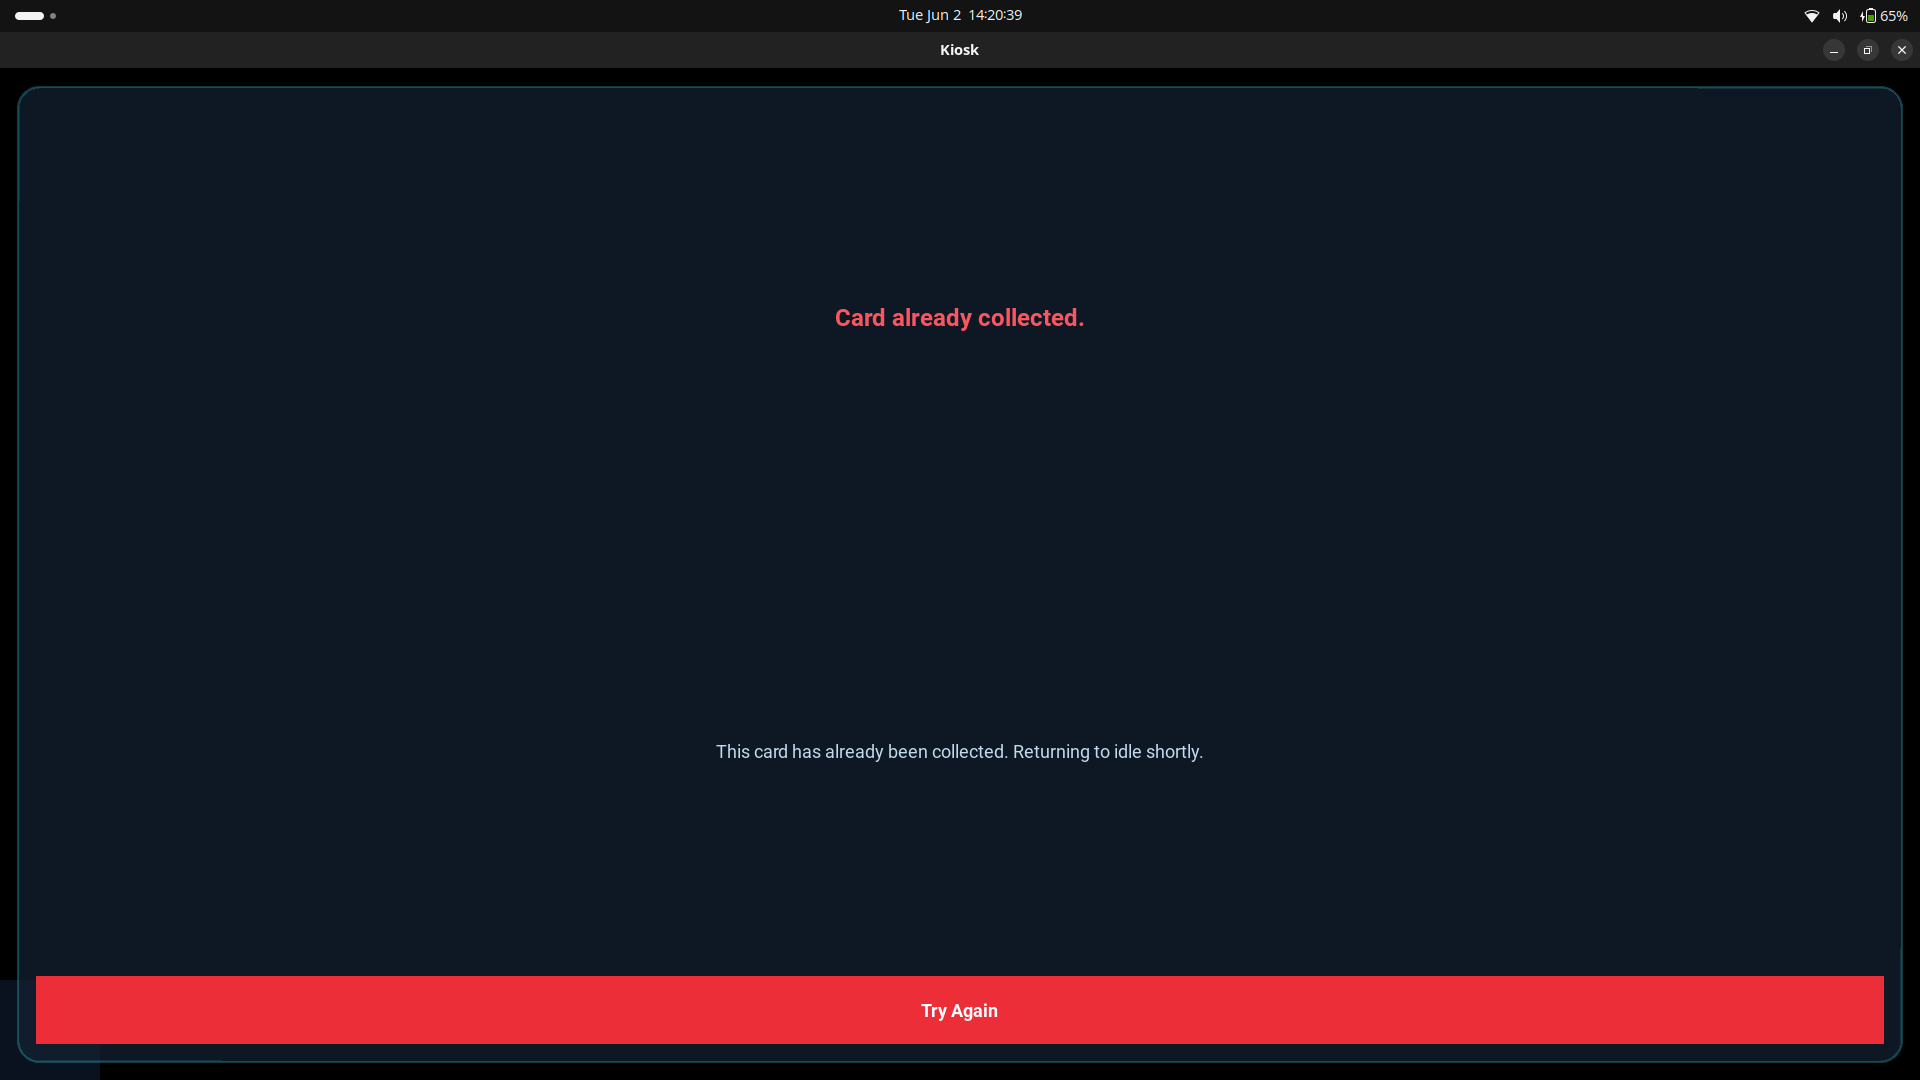 Tue Jun 2 14:20:39
65%
Kiosk
Card already collected.
This card has already been collected. Returning to idle shortly.
Try Again